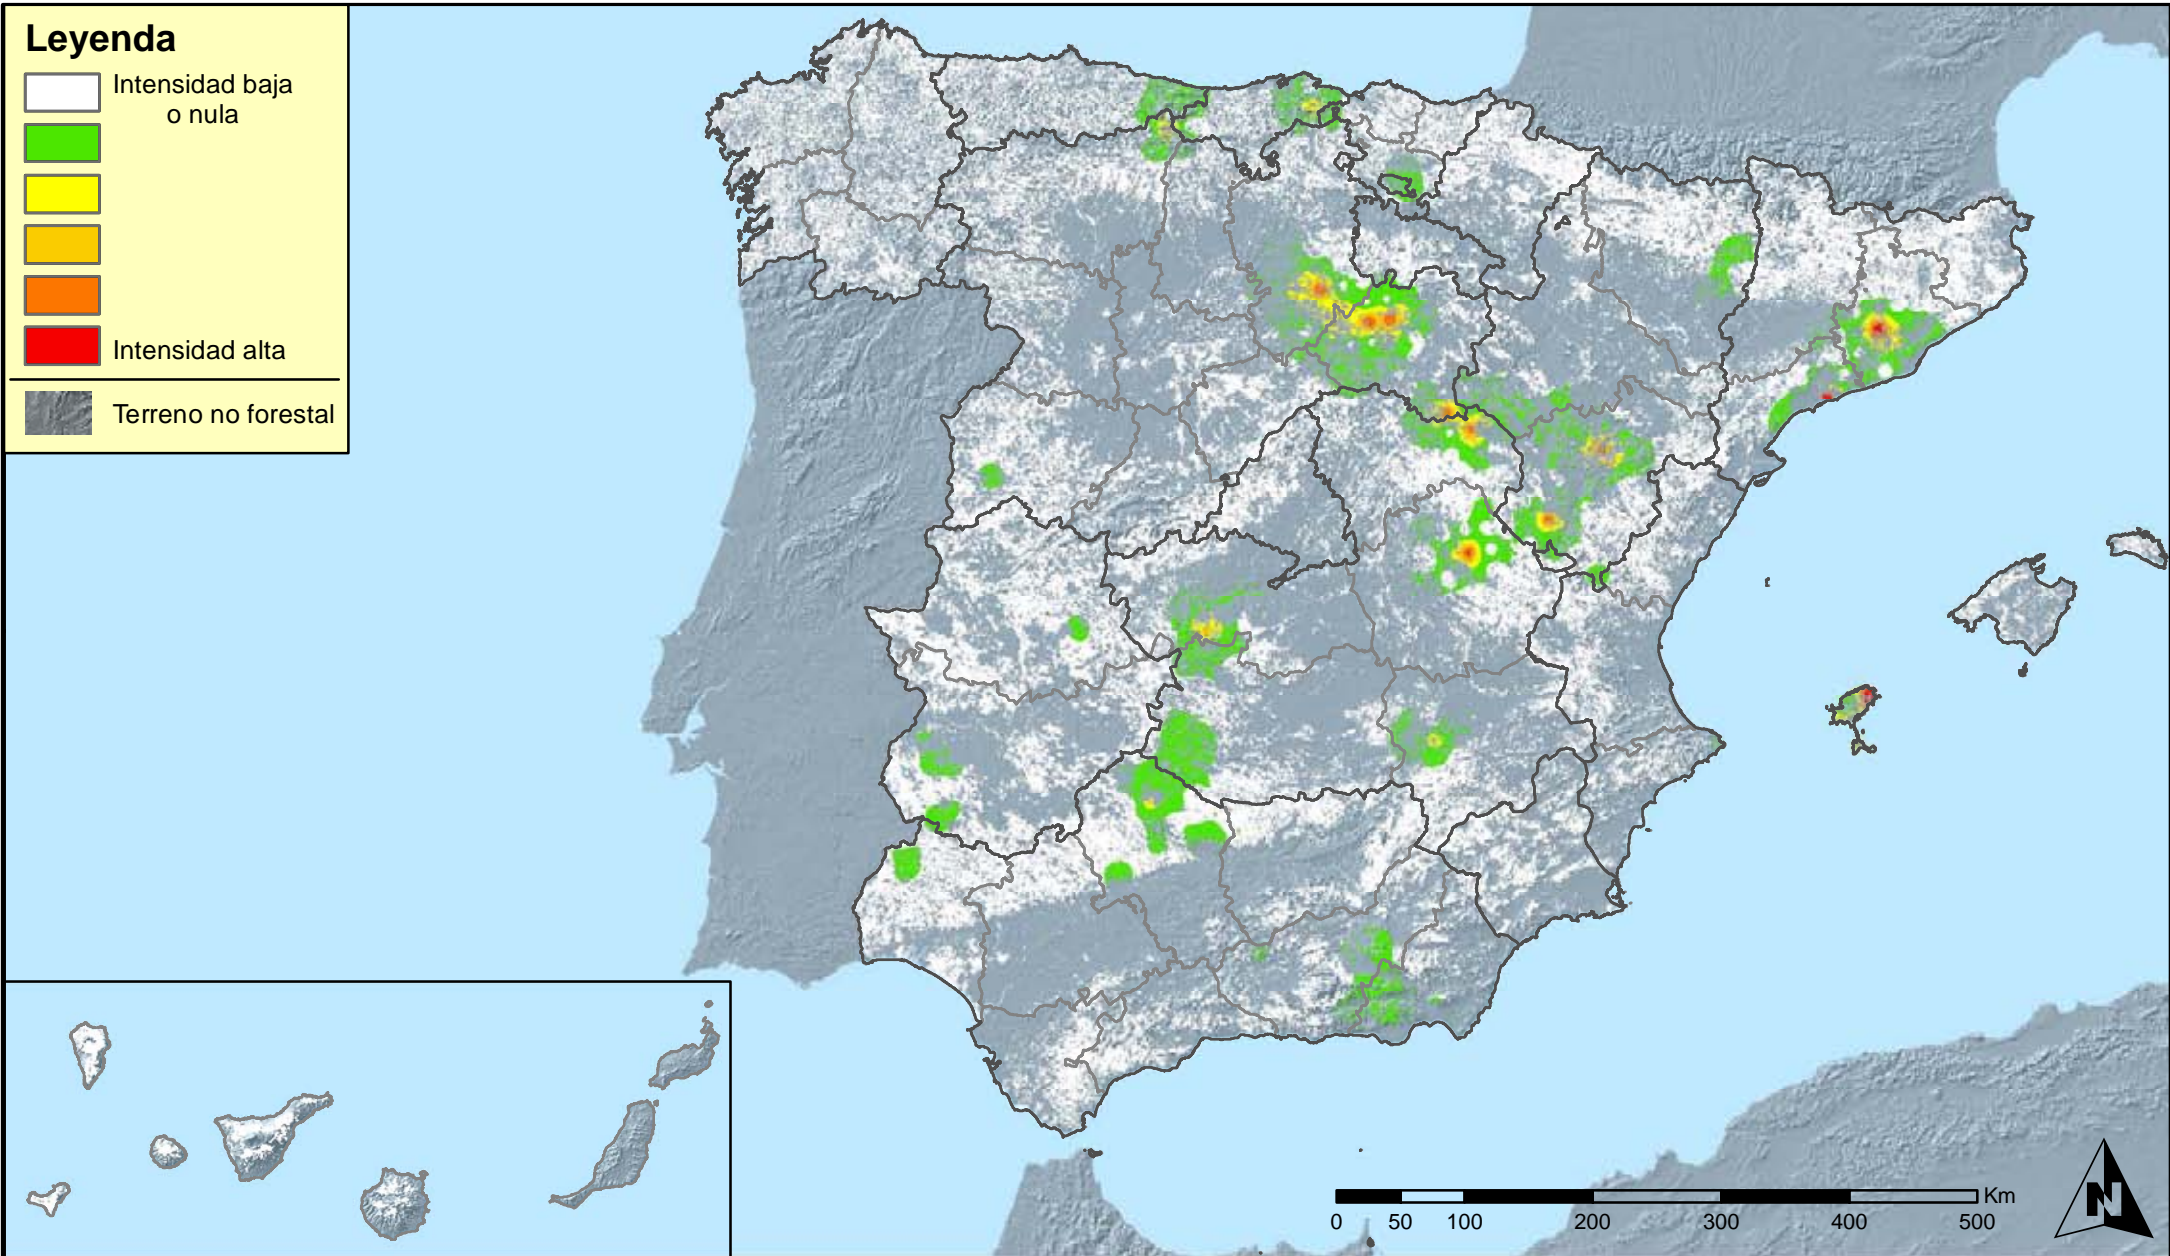 Leyenda
Intensidad baja
o nula
Intensidad alta
Terreno no forestal
Km
0 50 100 200 300 400 500
N